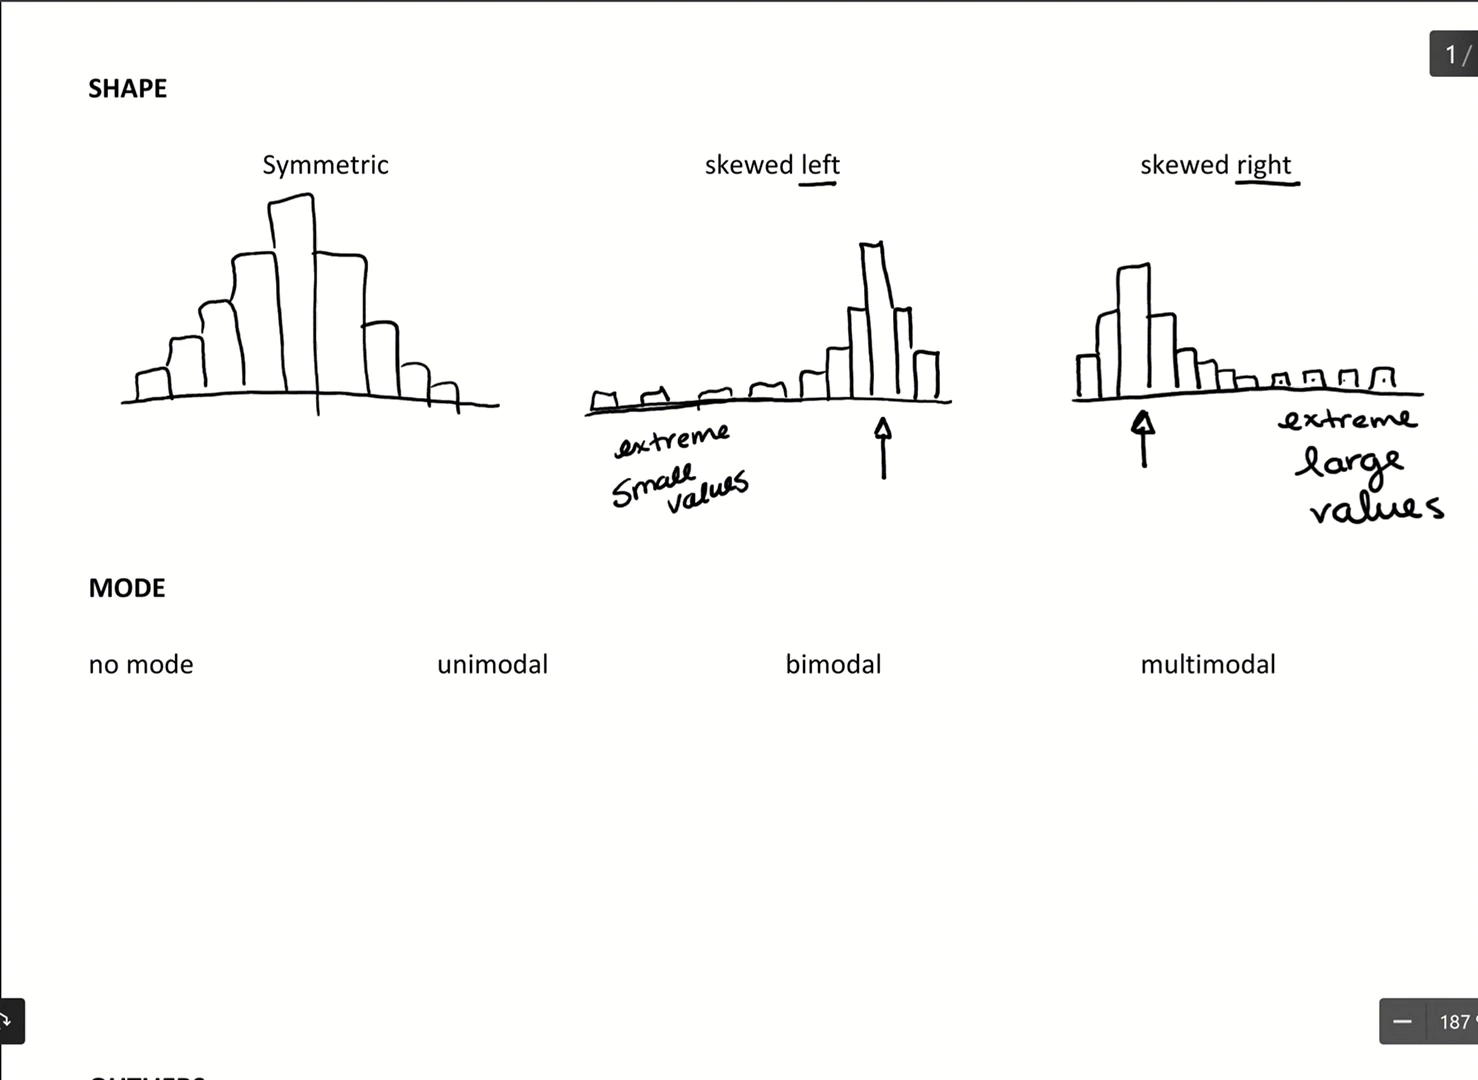 1 /
SHAPE
Symmetric
skewed left
skewed right
extreme
small
values
extreme
large
values
MODE
no mode
unimodal
bimodal
multimodal
187 %